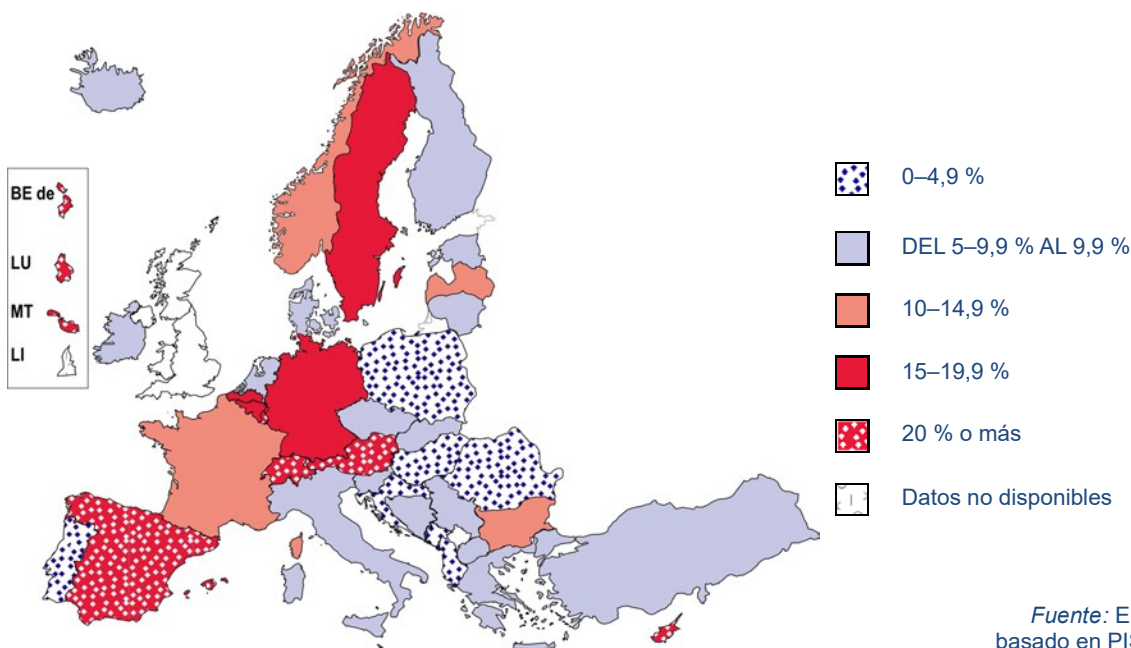 BE de
LU
MT
LI
0–4,9 %
DEL 5–9,9 % AL 9,9 %
10–14,9 %
15–19,9 %
20 % o más
Datos no disponibles
Fuente: E
basado en PIS